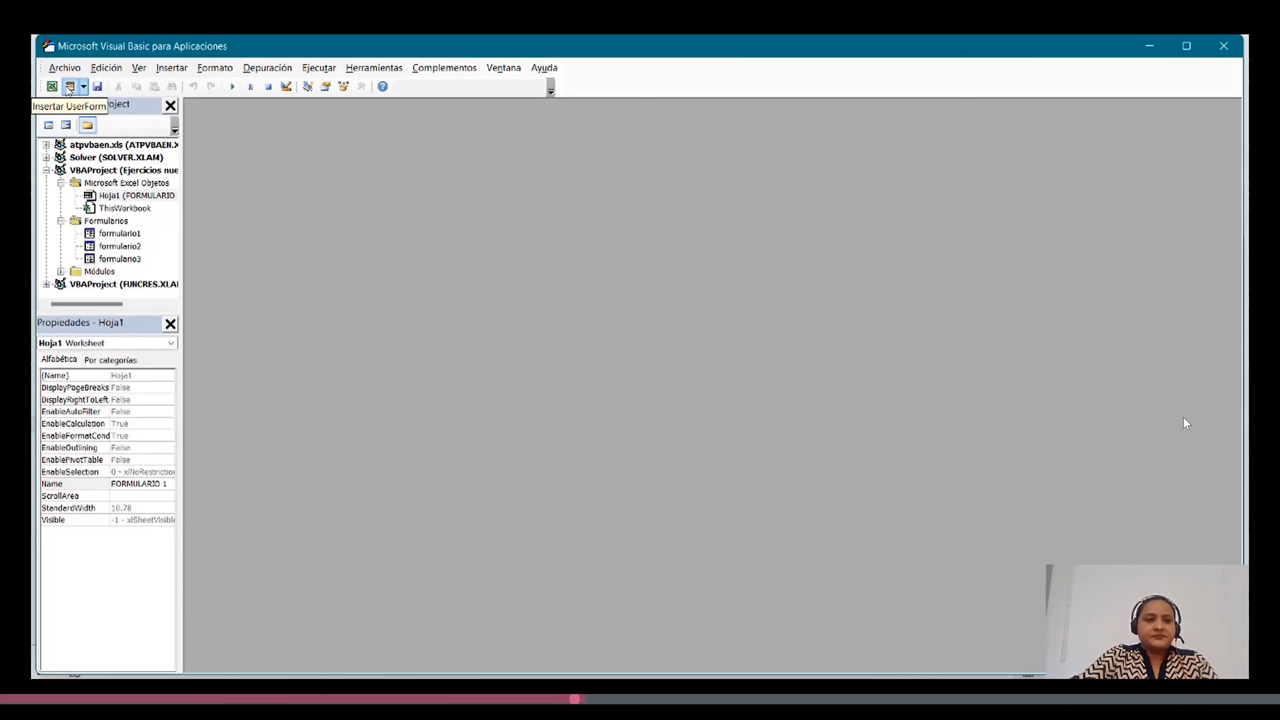 Microsoft Visual Basic para Aplicaciones
Archivo Edición Ver Insertar Formato Depuración Ejecutar Herramientas Complementos Ventana Ayuda
Insertar UserForm
oject
atpvbaen.xls (ATPVBAEN.X
Solver (SOLVER.XLAM)
VBAProject (Ejercicios nue
Microsoft Excel Objetos
Hoja1 (FORMULARIO
ThisWorkbook
Formularios
formulario1
formulario2
formulario3
Módulos
VBAProject (FUNCRES.XLA
Propiedades - Hoja1
Hoja1 Worksheet
Alfabética Por categorías
(Name) Hoja1
DisplayPageBreaks False
DisplayRightToLeft False
EnableAutoFilter False
EnableCalculation True
EnableFormatCond True
EnableOutlining False
EnablePivotTable False
EnableSelection 0 - xlNoRestriction
Name FORMULARIO 1
ScrollArea
StandardWidth 10.78
Visible -1 - xlSheetVisible